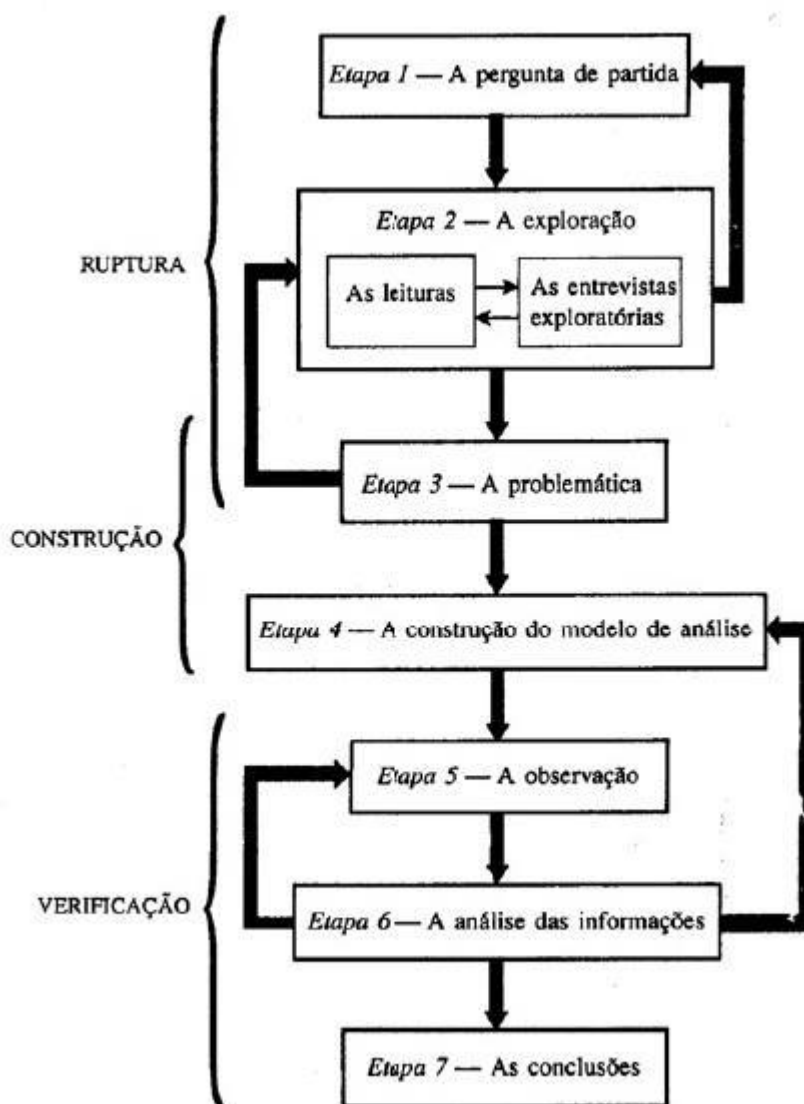 Etapa 1 — A pergunta de partida
Etapa 2 — A exploração
RUPTURA
As leituras
As entrevistas
exploratórias
Etapa 3 — A problemática
CONSTRUÇÃO
Etapa 4 — A construção do modelo de análise
Etapa 5 — A observação
VERIFICAÇÃO
Etapa 6 — A análise das informações
Etapa 7 — As conclusões